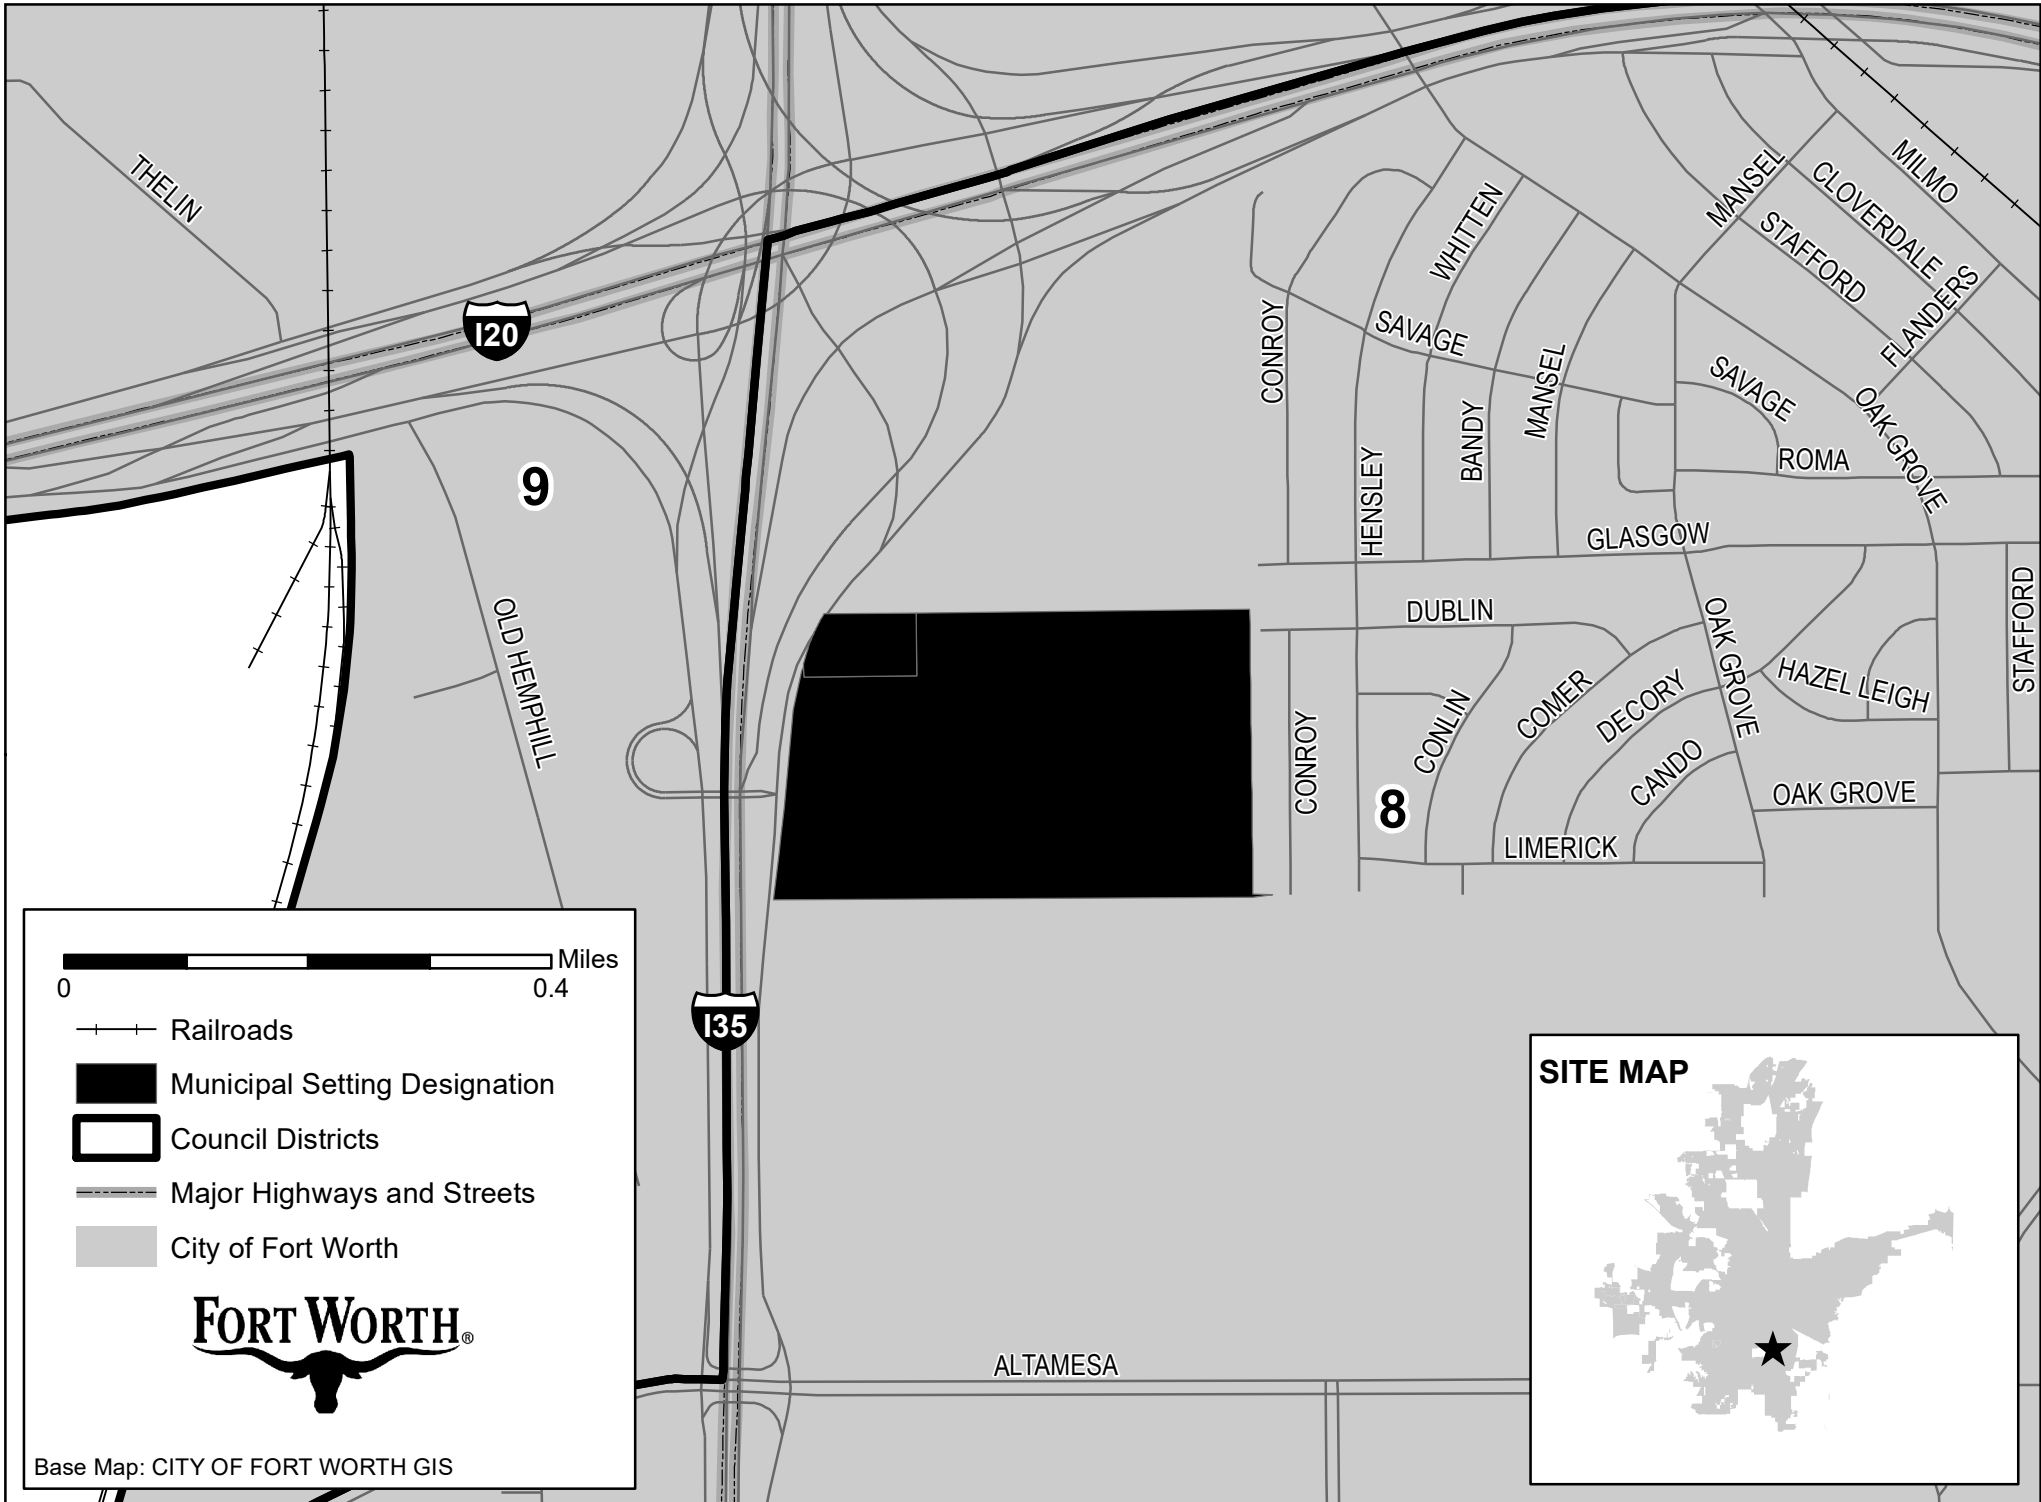 THELIN
MILMO
MANSEL
CLOVERDALE
STAFFORD
WHITTEN
FLANDERS
I20
CONROY
SAVAGE
MANSEL
SAVAGE
OAK GROVE
BANDY
ROMA
9
HENSLEY
GLASGOW
OLD HEMPHILL
DUBLIN
OAK GROVE
STAFFORD
HAZEL LEIGH
COMER
DECORY
CONLIN
CONROY
CANDO
8
OAK GROVE
LIMERICK
Miles
0 0.4
I35
Railroads
Municipal Setting Designation
Council Districts
Major Highways and Streets
City of Fort Worth
FORT WORTH®
Base Map: CITY OF FORT WORTH GIS
ALTAMESA
SITE MAP